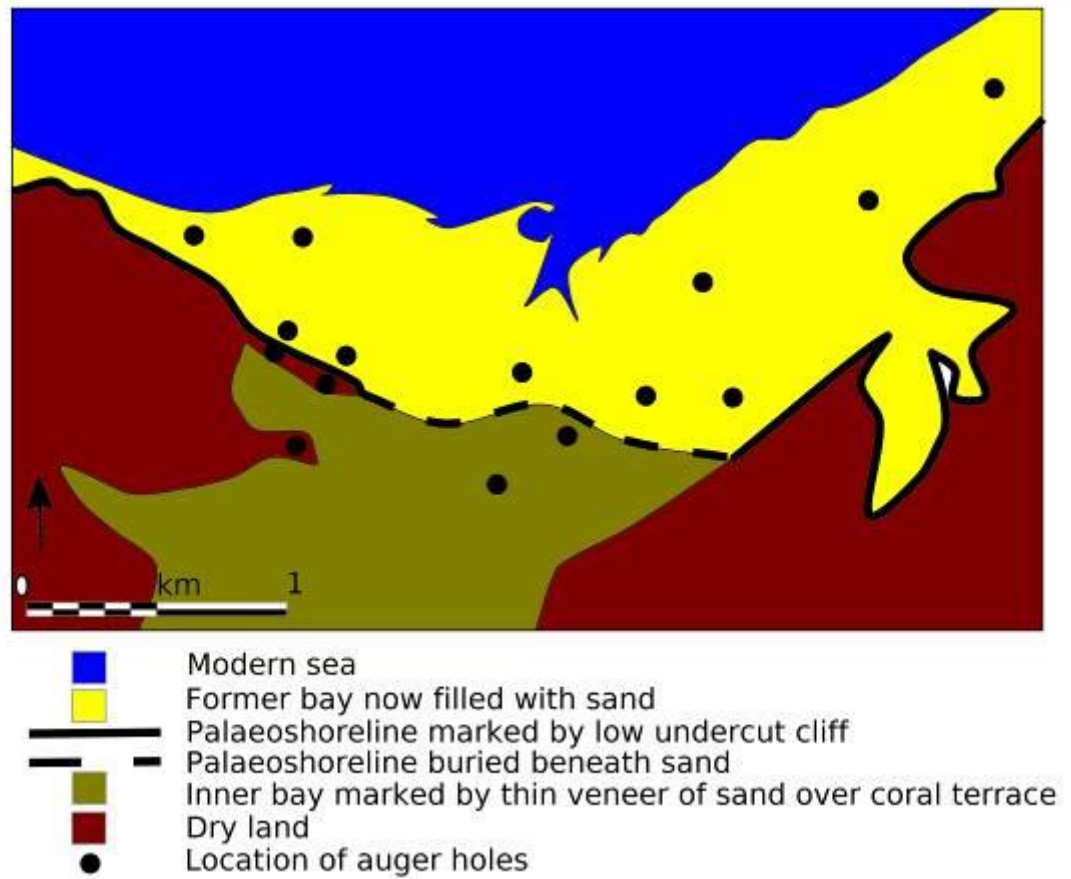 0 km 1
Modern sea
Former bay now filled with sand
Palaeoshoreline marked by low undercut cliff
Palaeoshoreline buried beneath sand
Inner bay marked by thin veneer of sand over coral terrace
Dry land
Location of auger holes